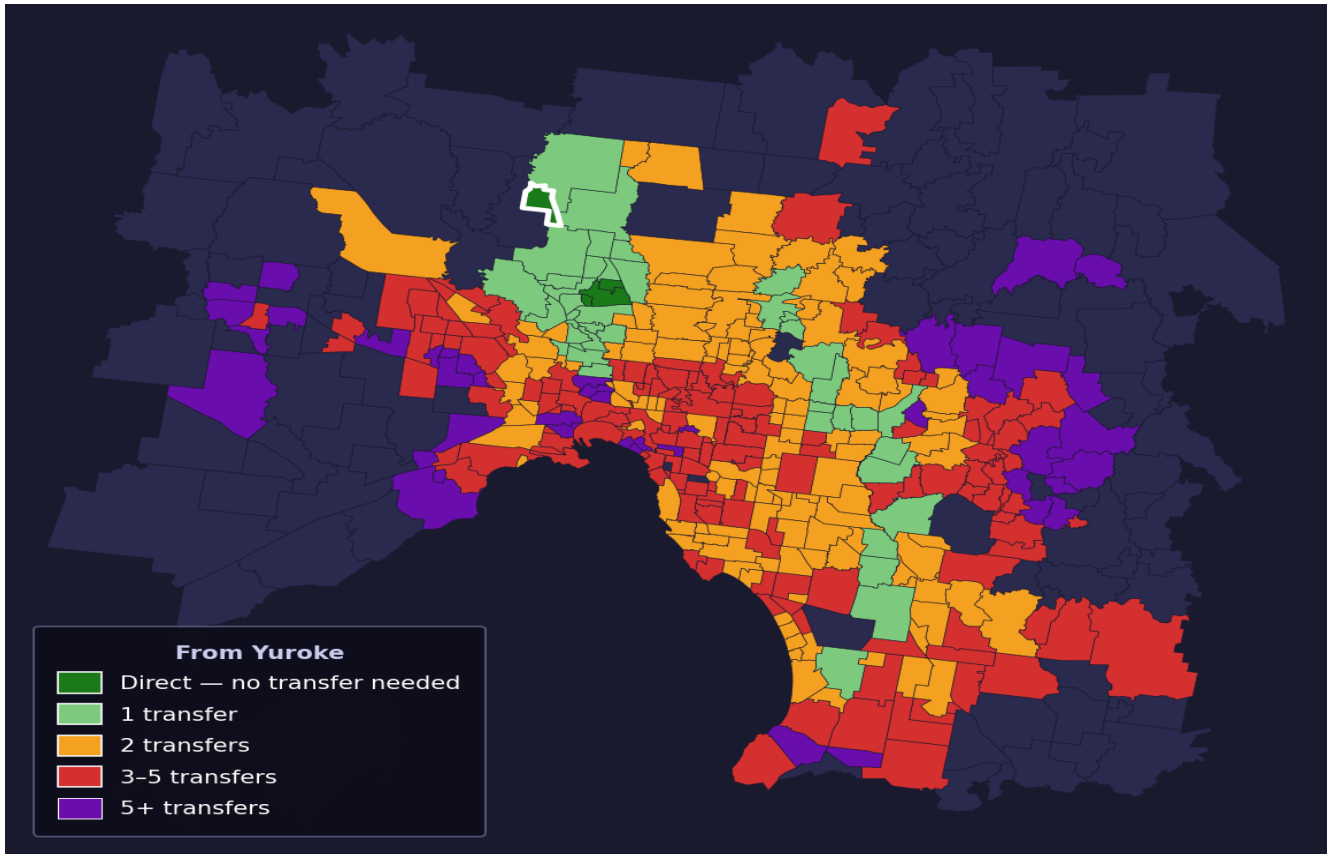 From Yuroke
Direct — no transfer needed
1 transfer
2 transfers
3–5 transfers
5+ transfers